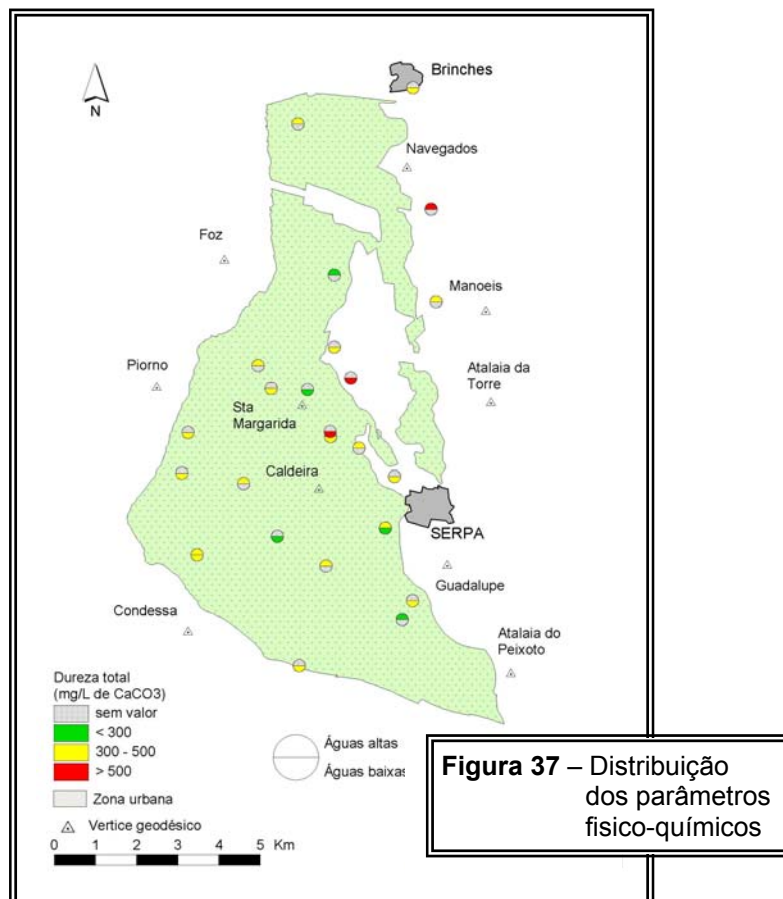 Brinches
N
Navegados
Foz
Manoeis
Piorno
Atalaia da
Torre
Sta
Margarida
Caldeira
SERPA
Guadalupe
Condessa
Atalaia do
Peixoto
Dureza total
(mg/L de CaCO3)
sem valor
< 300
300 - 500
> 500
Zona urbana
Vertice geodésico
0 1 2 3 4 5 Km
Águas altas
Águas baixas
Figura 37 – Distribuição
dos parâmetros
fisico-químicos